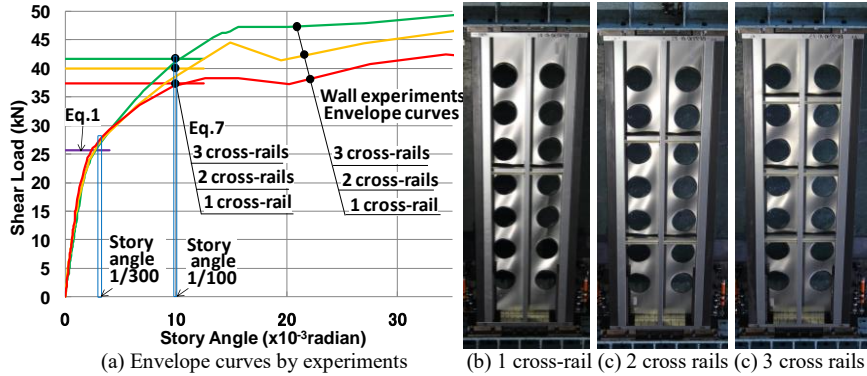 50
45
40
35
30
25
20
15
10
5
0
Shear Load (kN)
Eq.1
Eq.7
3 cross-rails
2 cross-rails
1 cross-rail
Wall experiments
Envelope curves
3 cross-rails
2 cross-rails
1 cross-rail
Story
angle
1/300
Story
angle
1/100
0 10 20 30
Story Angle (x10-3radian)
(a) Envelope curves by experiments (b) 1 cross-rail (c) 2 cross rails (c) 3 cross rails